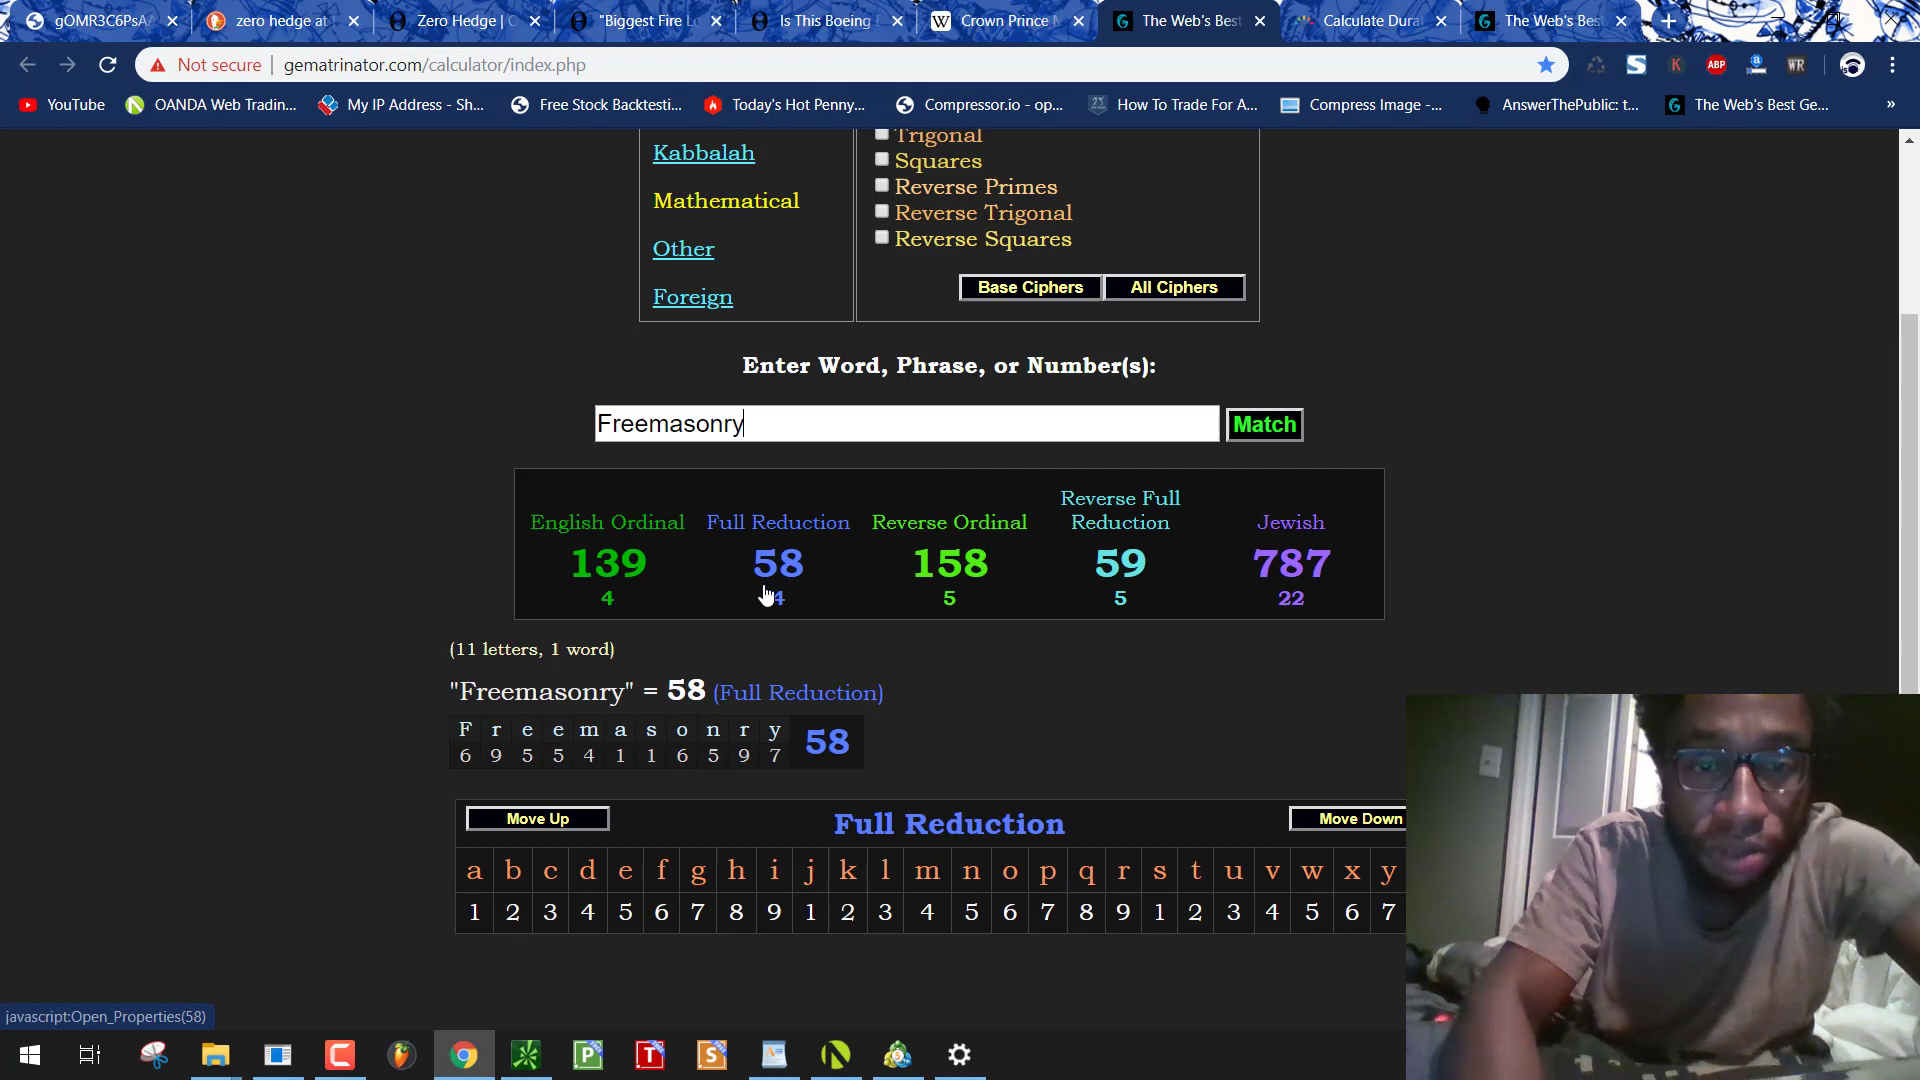 gOMR3C6PsAA
zero hedge at
Zero Hedge | O
"Biggest Fire Lo
Is This Boeing
Crown Prince M
The Web's Best
Calculate Durat
The Web's Best
Not secure | gematrinator.com/calculator/index.php
YouTube
OANDA Web Tradin...
My IP Address - Sh...
Free Stock Backtesti...
Today's Hot Penny...
Compressor.io - op...
How To Trade For A...
Compress Image -...
AnswerThePublic: t...
The Web's Best Ge...
»
Kabbalah
Mathematical
Other
Foreign
Trigonal
Squares
Reverse Primes
Reverse Trigonal
Reverse Squares
Base Ciphers
All Ciphers
Enter Word, Phrase, or Number(s):
Freemasonry
Match
English Ordinal
139
4
Full Reduction
58
4
Reverse Ordinal
158
5
Reverse Full
Reduction
59
5
Jewish
787
22
(11 letters, 1 word)
"Freemasonry" = 58 (Full Reduction)
F r e e m a s o n r y
6 9 5 5 4 1 1 6 5 9 7
58
Move Up
Full Reduction
Move Down
a b c d e f g h i j k l m n o p q r s t u v w x y
1 2 3 4 5 6 7 8 9 1 2 3 4 5 6 7 8 9 1 2 3 4 5 6 7
javascript:Open_Properties(58)